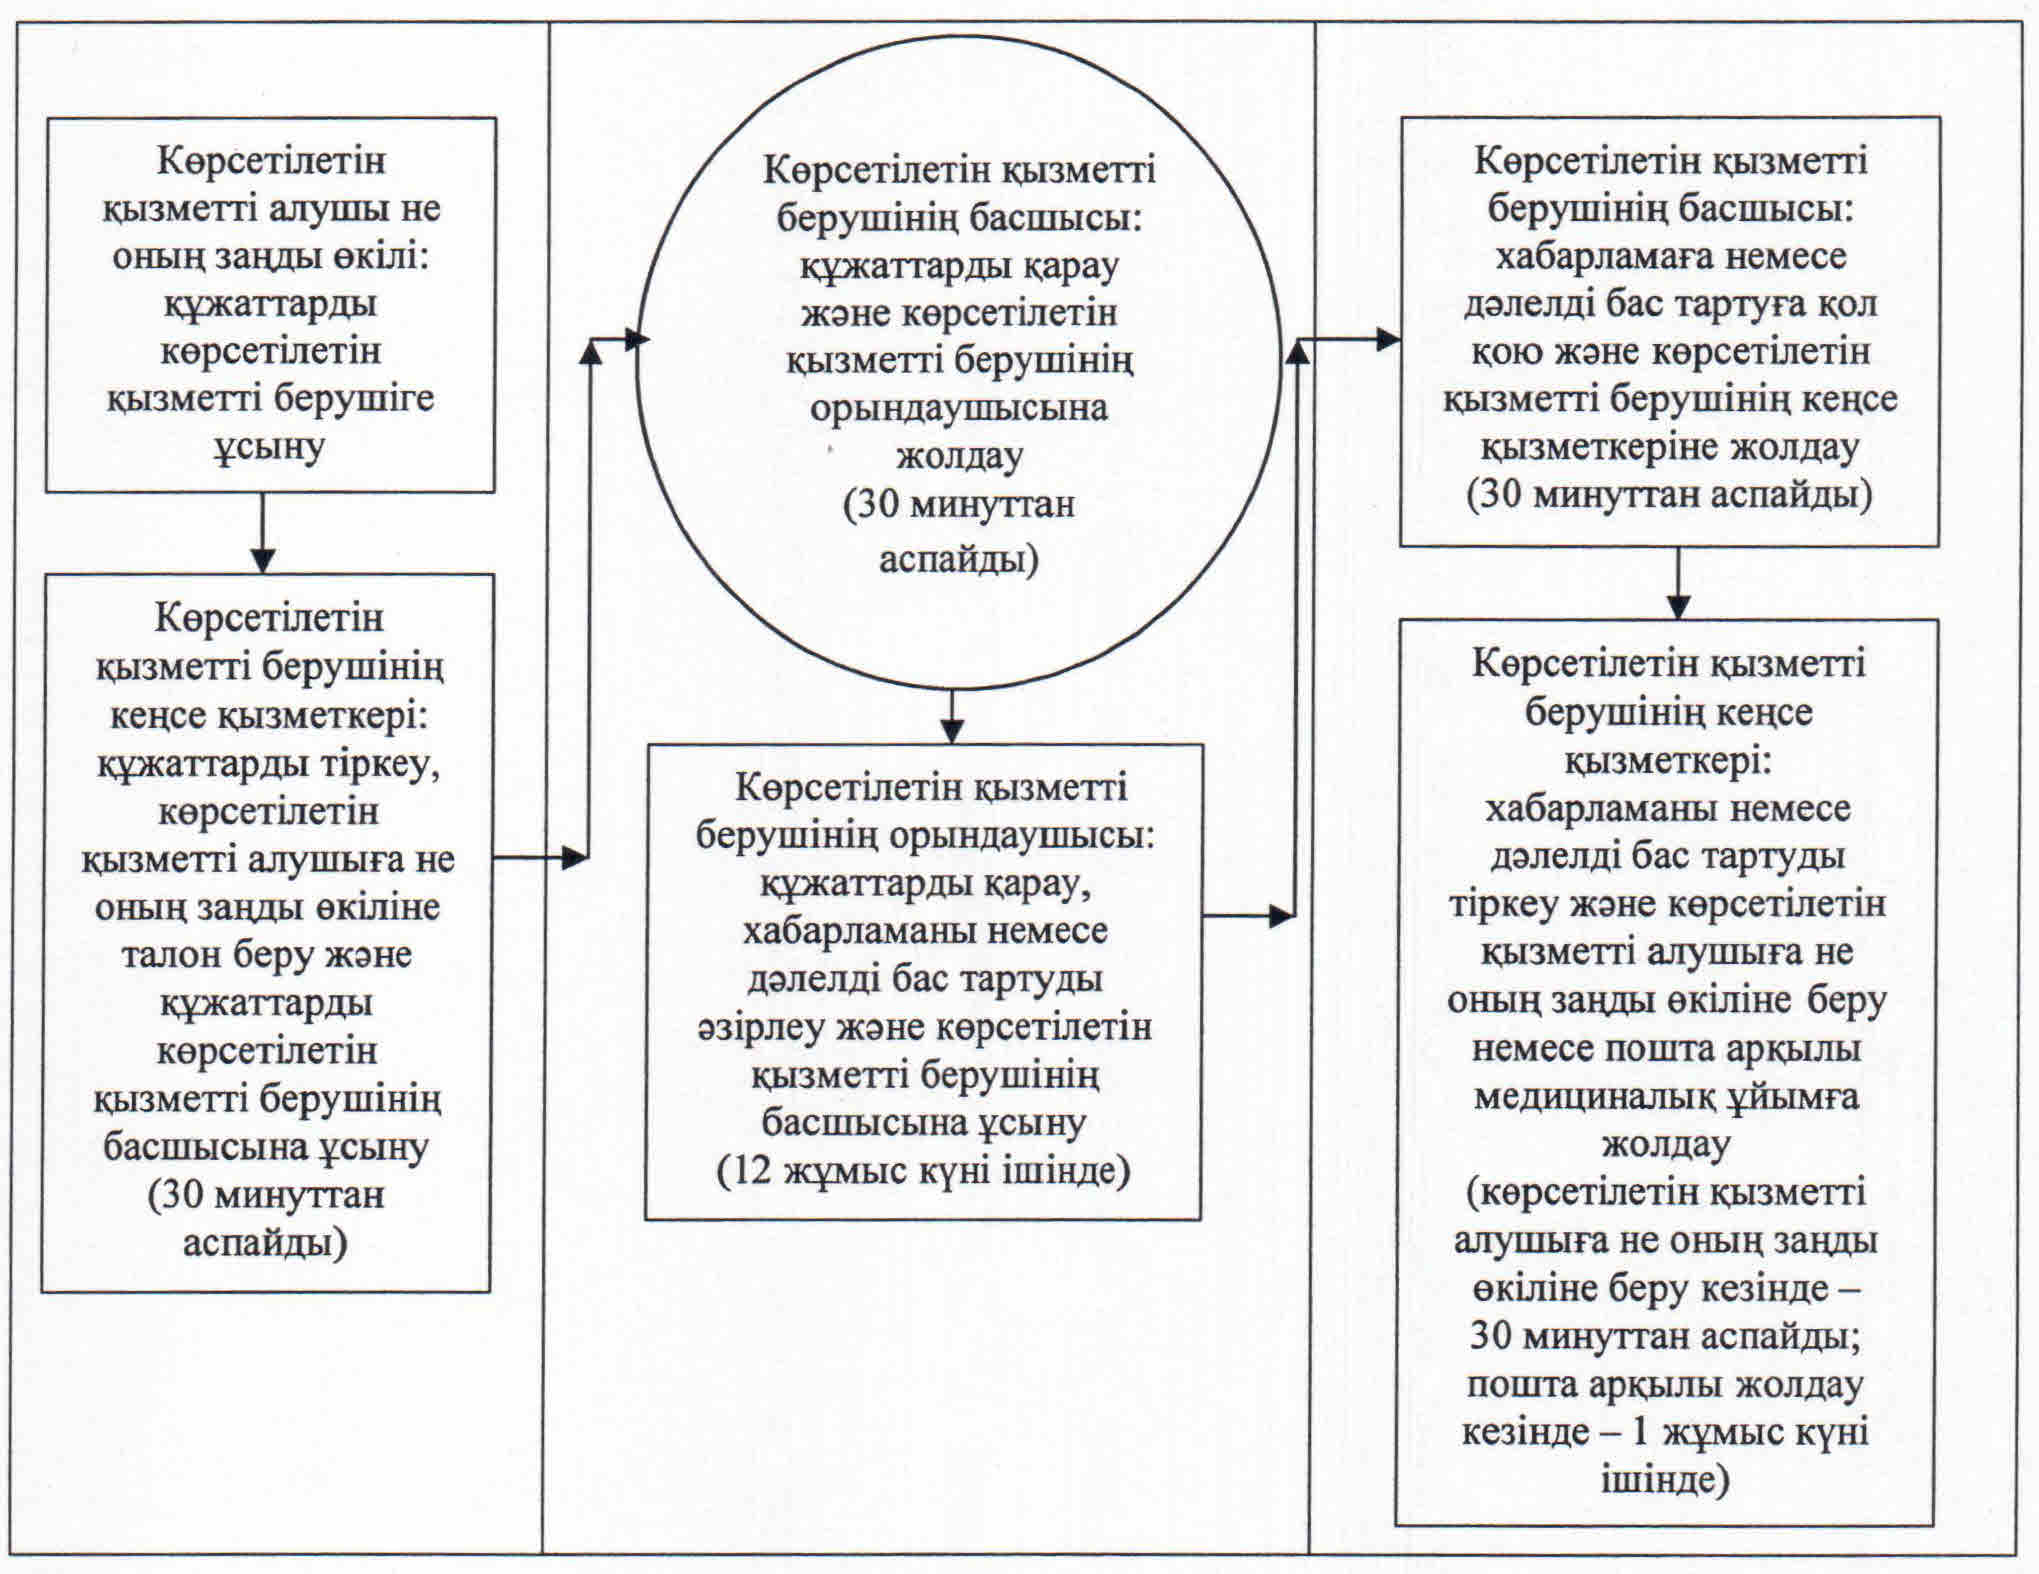 Көрсетілетін
қызметті алушы не
оның заңды өкілі:
құжаттарды
көрсетілетін
қызметті берушіге
ұсыну
Көрсетілетін
қызметті берушінің
кеңсе қызметкері:
құжаттарды тіркеу,
көрсетілетін
қызметті алушыға не
оның заңды өкіліне
талон беру және
құжаттарды
көрсетілетін
қызметті берушінің
басшысына ұсыну
(30 минуттан
аспайды)
Көрсетілетін қызметті
берушінің басшысы:
құжаттарды қарау
және көрсетілетін
қызметті берушінің
орындаушысына
жолдау
(30 минуттан
аспайды)
Көрсетілетін қызметті
берушінің орындаушысы:
құжаттарды қарау,
хабарламаны немесе
дәлелді бас тартуды
әзірлеу және көрсетілетін
қызметті берушінің
басшысына ұсыну
(12 жұмыс күні ішінде)
Көрсетілетін қызметті
берушінің басшысы:
хабарламаға немесе
дәлелді бас тартуға қол
қою және көрсетілетін
қызметті берушінің кеңсе
қызметкеріне жолдау
(30 минуттан аспайды)
Көрсетілетін қызметті
берушінің кеңсе
қызметкері:
хабарламаны немесе
дәлелді бас тартуды
тіркеу және көрсетілетін
қызметті алушыға не
оның заңды өкіліне беру
немесе пошта арқылы
медициналық ұйымға
жолдау
(көрсетілетін қызметті
алушыға не оның заңды
өкіліне беру кезінде –
30 минуттан аспайды;
пошта арқылы жолдау
кезінде – 1 жұмыс күні
ішінде)